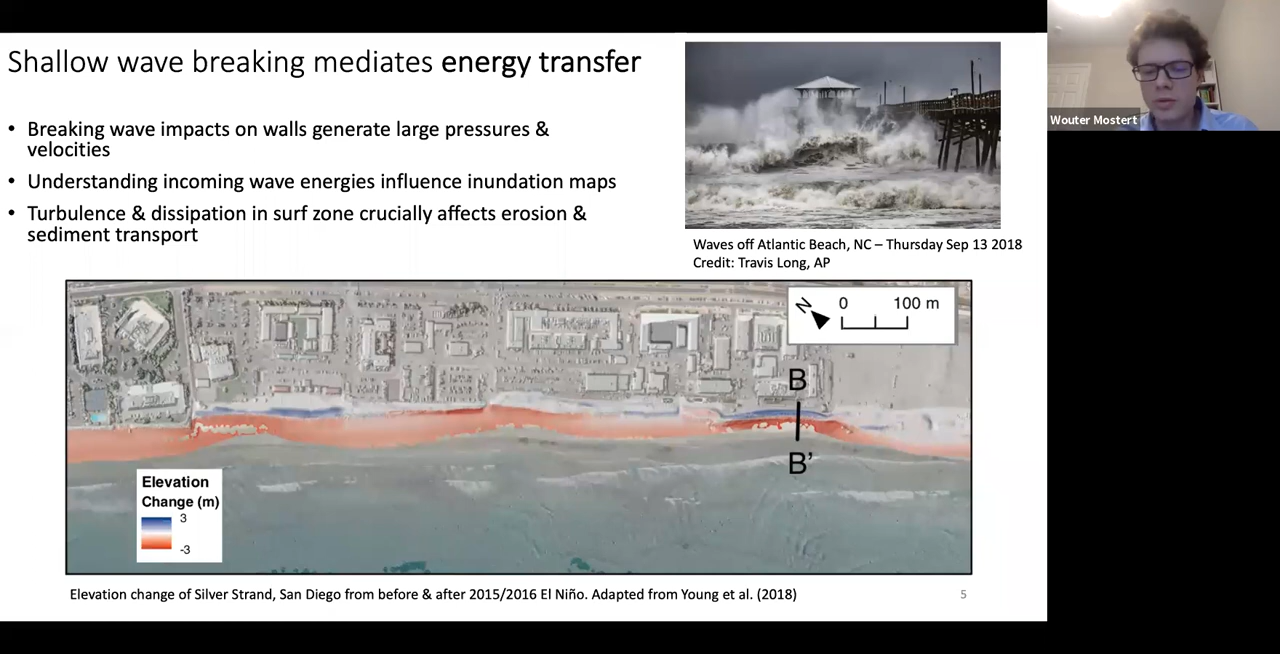 Shallow wave breaking mediates energy transfer
• Breaking wave impacts on walls generate large pressures &
velocities
• Understanding incoming wave energies influence inundation maps
• Turbulence & dissipation in surf zone crucially affects erosion &
sediment transport
Waves off Atlantic Beach, NC – Thursday Sep 13 2018
Credit: Travis Long, AP
Wouter Mostert
N
0 100 m
B
B’
Elevation
Change (m)
3
-3
Elevation change of Silver Strand, San Diego from before & after 2015/2016 El Niño. Adapted from Young et al. (2018)
5